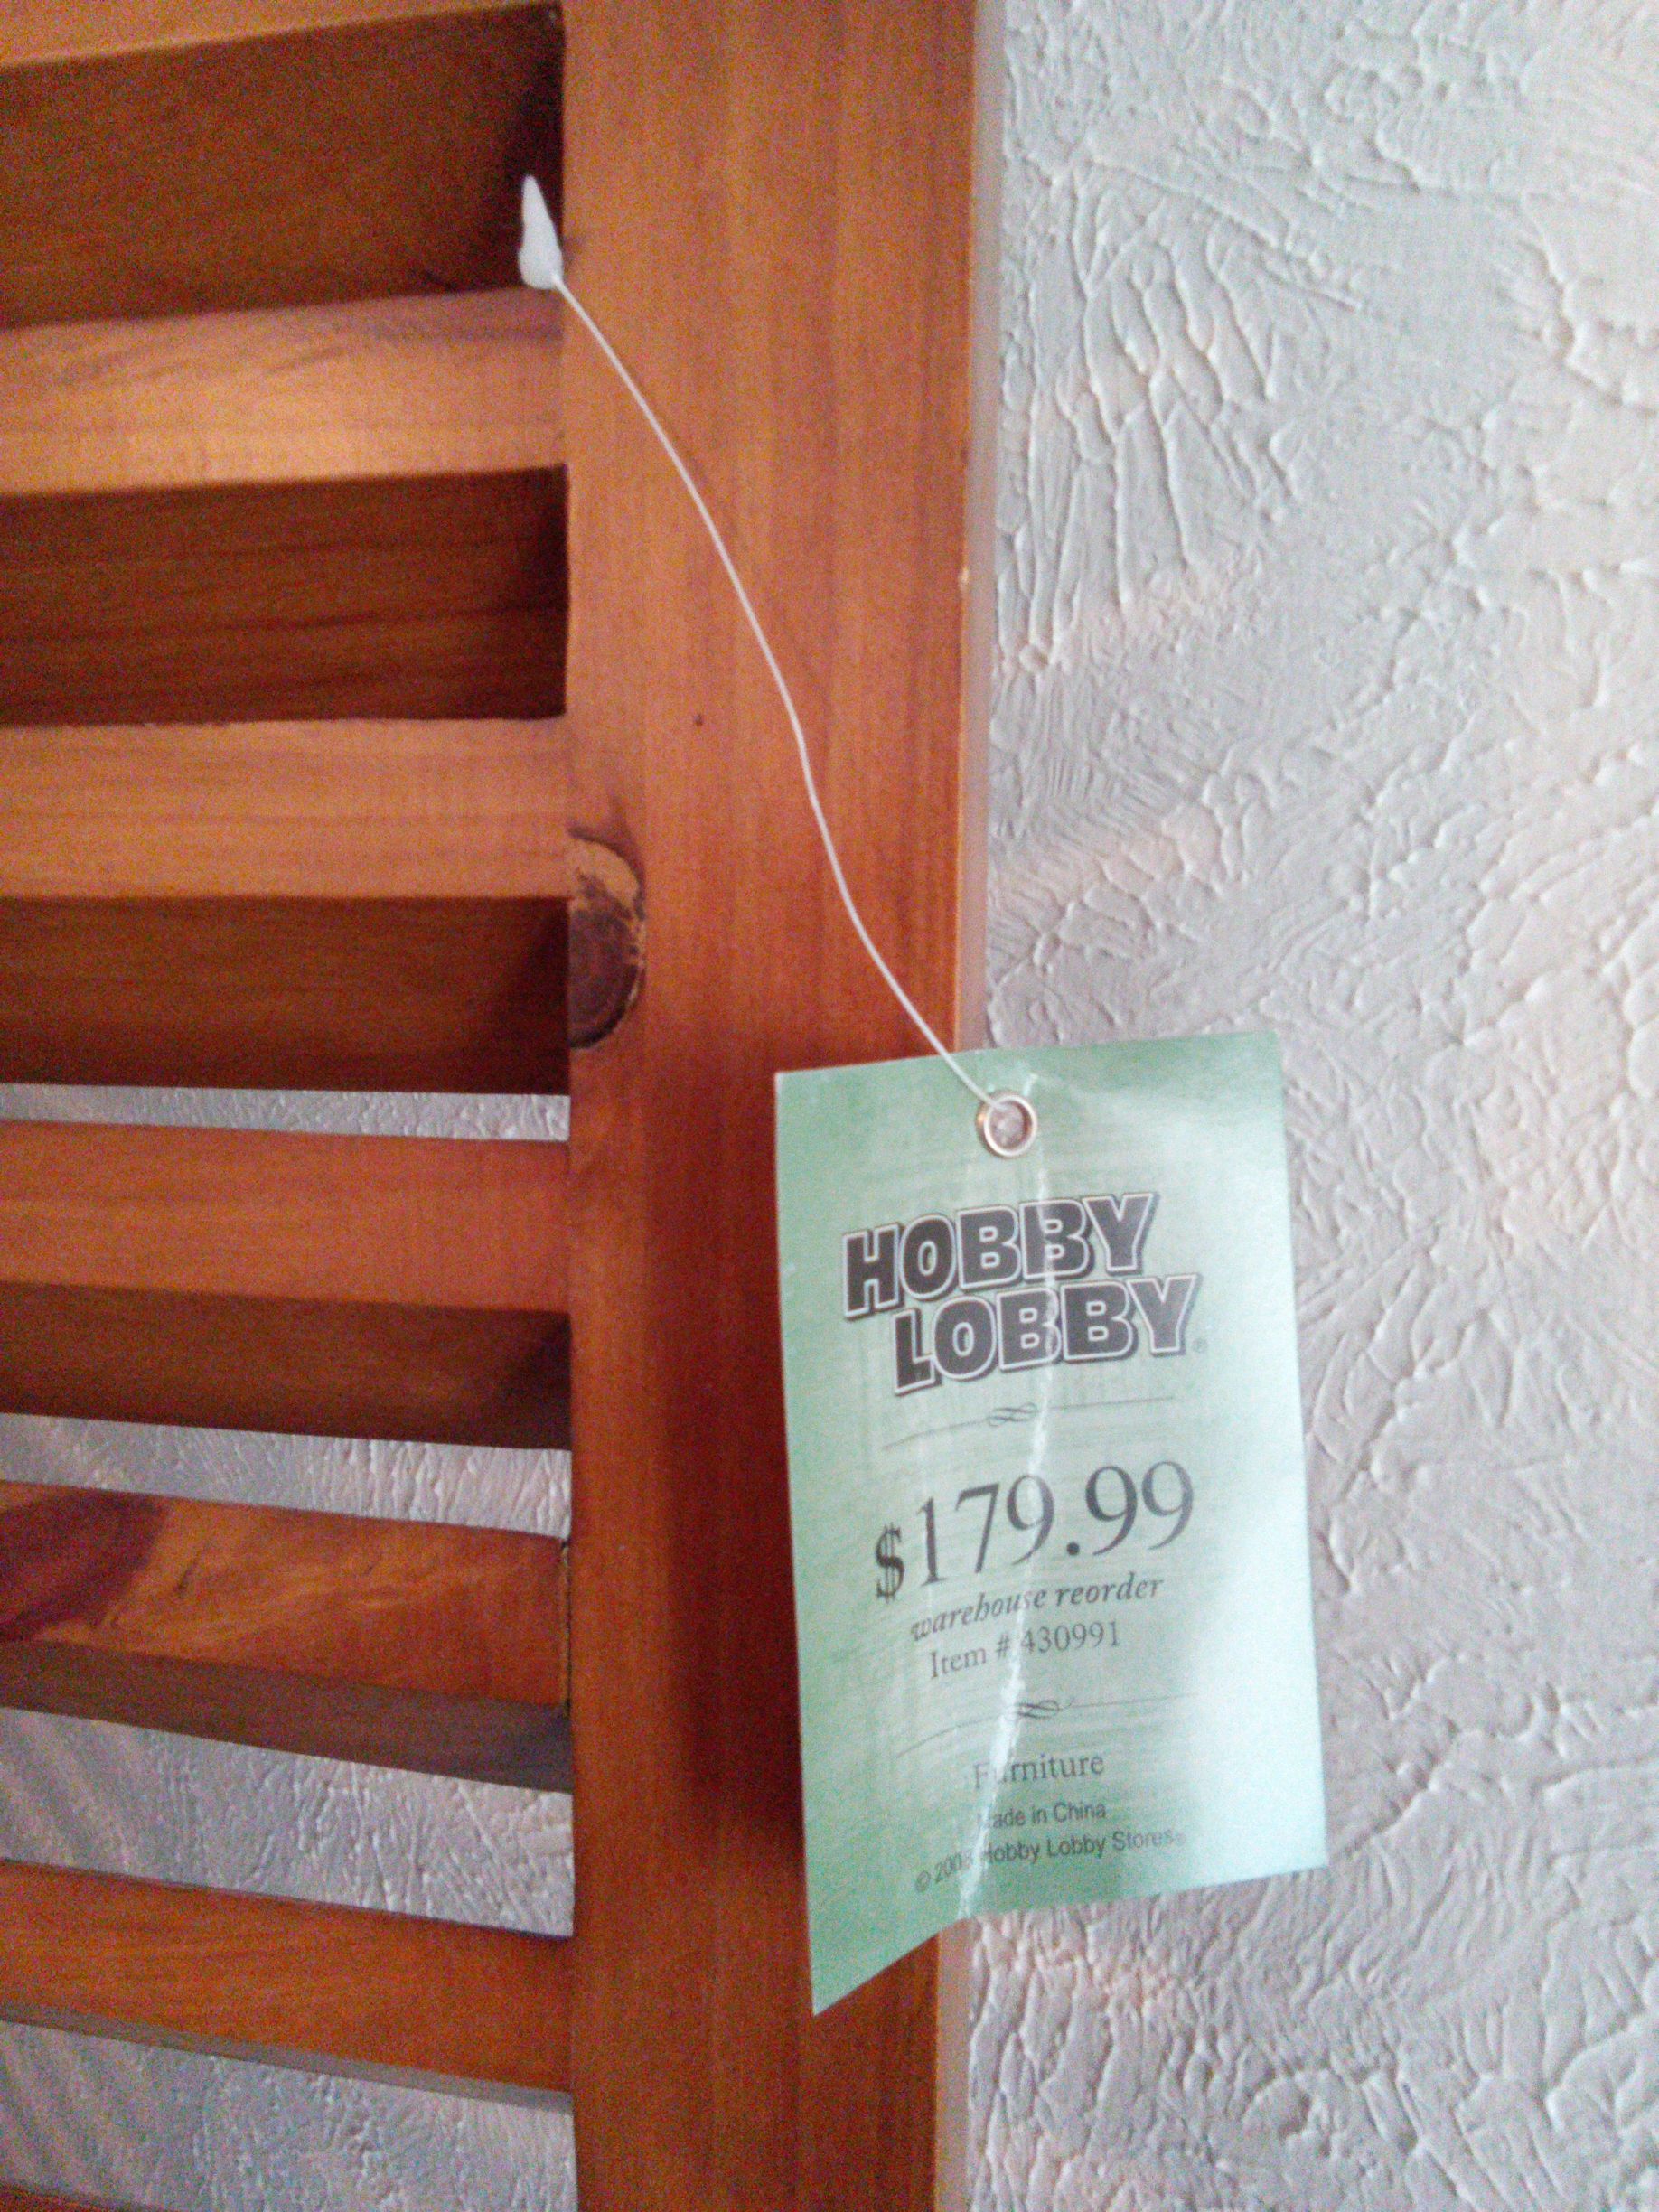 HOBBY
LOBBY®
$179.99
warehouse reorder
Item # 430991
Furniture
Made in China
© Hobby Lobby Stores®